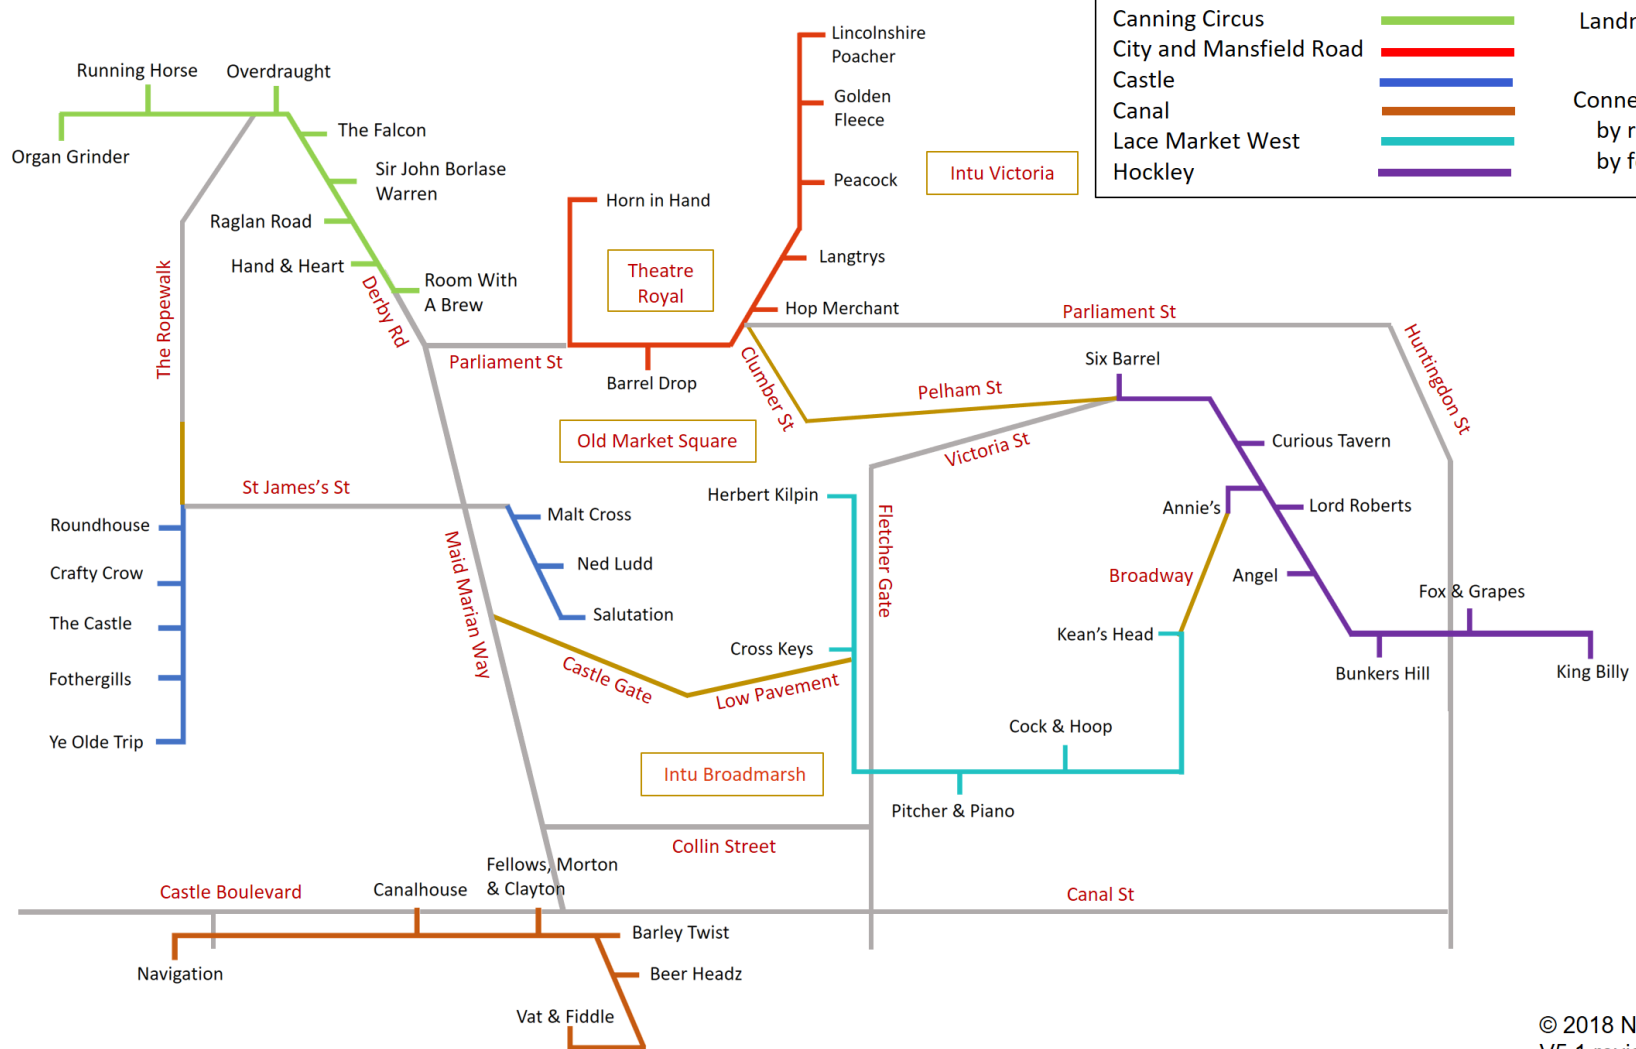 Canning Circus
City and Mansfield Road
Castle
Canal
Lace Market West
Hockley
Landr
Conne
by r
by f
Lincolnshire
Poacher
Golden
Fleece
Peacock
Intu Victoria
Langtrys
Hop Merchant
Horn in Hand
Theatre
Royal
Barrel Drop
Running Horse
Overdraught
Organ Grinder
The Falcon
Sir John Borlase
Warren
Raglan Road
Hand & Heart
Room With
A Brew
Derby Rd
The Ropewalk
Parliament St
Parliament St
Huntingdon St
Clumber St
Pelham St
Six Barrel
Victoria St
Old Market Square
St James's St
Roundhouse
Crafty Crow
The Castle
Fothergills
Ye Olde Trip
Malt Cross
Ned Ludd
Salutation
Maid Marian Way
Castle Gate
Low Pavement
Herbert Kilpin
Cross Keys
Fletcher Gate
Curious Tavern
Annie's
Lord Roberts
Broadway
Angel
Fox & Grapes
Kean's Head
Bunkers Hill
King Billy
Cock & Hoop
Pitcher & Piano
Intu Broadmarsh
Collin Street
Castle Boulevard
Canalhouse
Fellows, Morton
& Clayton
Canal St
Navigation
Barley Twist
Beer Headz
Vat & Fiddle
© 2018 N